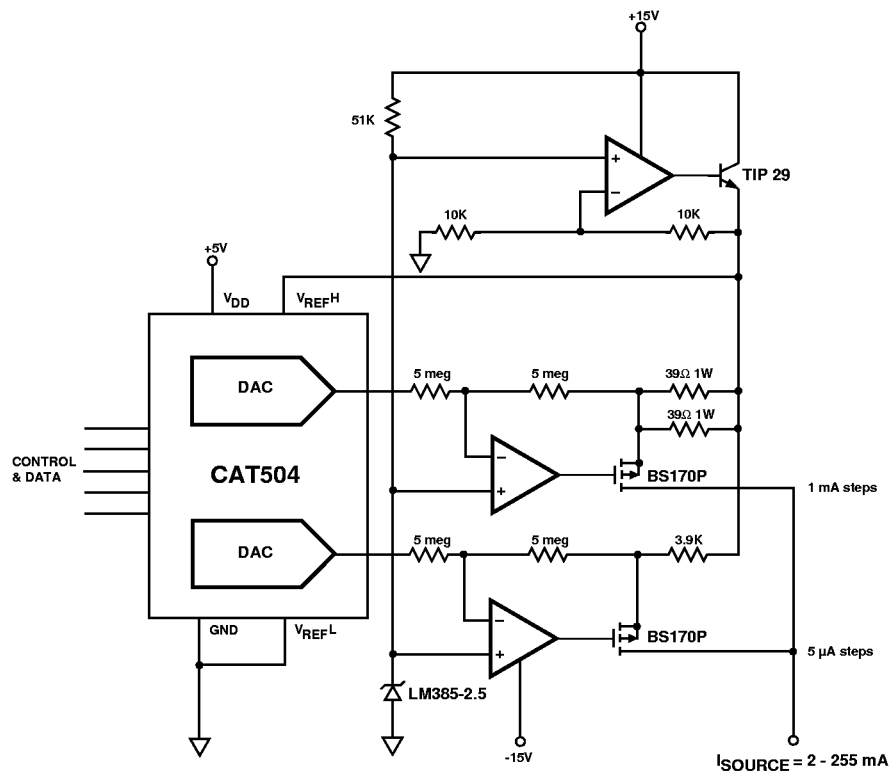 +15V
51K
+
−
TIP 29
10K
10K
+5V
VDD
VREFH
DAC
5 meg
5 meg
39Ω 1W
39Ω 1W
−
+
BS170P
CONTROL
& DATA
CAT504
1 mA steps
DAC
5 meg
5 meg
3.9K
−
+
BS170P
GND
VREFL
5 µA steps
LM385-2.5
-15V
ISOURCE = 2 - 255 mA